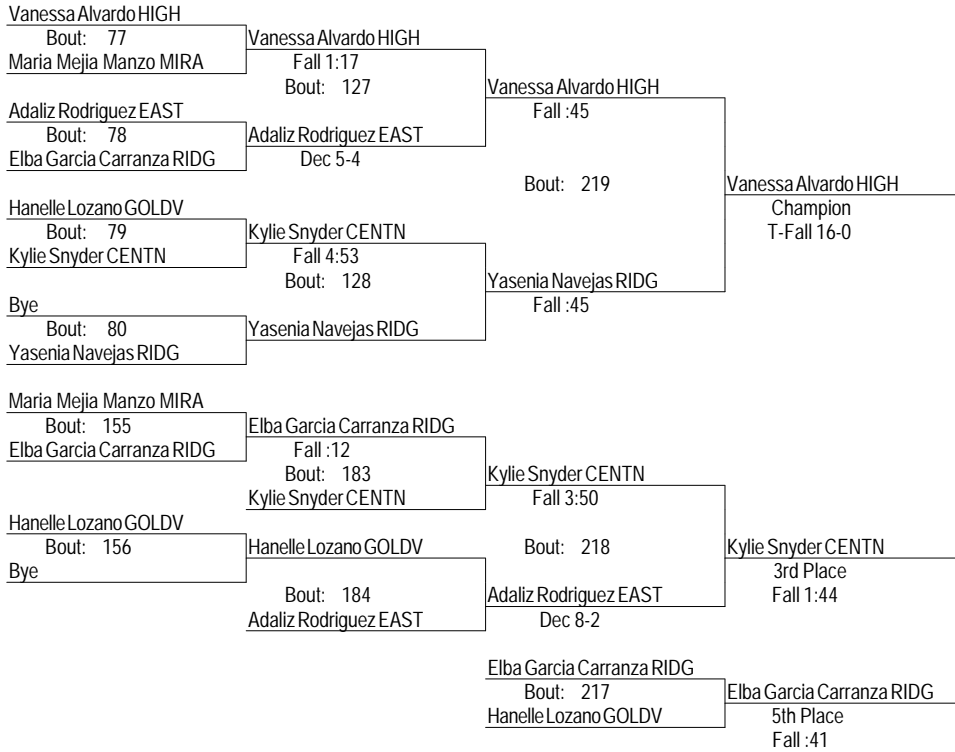 Vanessa Alvardo HIGH
Bout: 77
Maria Mejia Manzo MIRA
Vanessa Alvardo HIGH
Fall 1:17
Bout: 127
Adaliz Rodriguez EAST
Bout: 78
Elba Garcia Carranza RIDG
Adaliz Rodriguez EAST
Dec 5-4
Vanessa Alvardo HIGH
Fall :45
Bout: 219
Hanelle Lozano GOLDV
Bout: 79
Kylie Snyder CENTN
Kylie Snyder CENTN
Fall 4:53
Bout: 128
Bye
Bout: 80
Yasenia Navejas RIDG
Yasenia Navejas RIDG
Yasenia Navejas RIDG
Fall :45
Vanessa Alvardo HIGH
Champion
T-Fall 16-0
Maria Mejia Manzo MIRA
Bout: 155
Elba Garcia Carranza RIDG
Elba Garcia Carranza RIDG
Fall :12
Bout: 183
Kylie Snyder CENTN
Kylie Snyder CENTN
Fall 3:50
Bout: 218
Hanelle Lozano GOLDV
Bout: 156
Bye
Hanelle Lozano GOLDV
Bout: 184
Adaliz Rodriguez EAST
Adaliz Rodriguez EAST
Dec 8-2
Kylie Snyder CENTN
3rd Place
Fall 1:44
Elba Garcia Carranza RIDG
Bout: 217
Hanelle Lozano GOLDV
Elba Garcia Carranza RIDG
5th Place
Fall :41